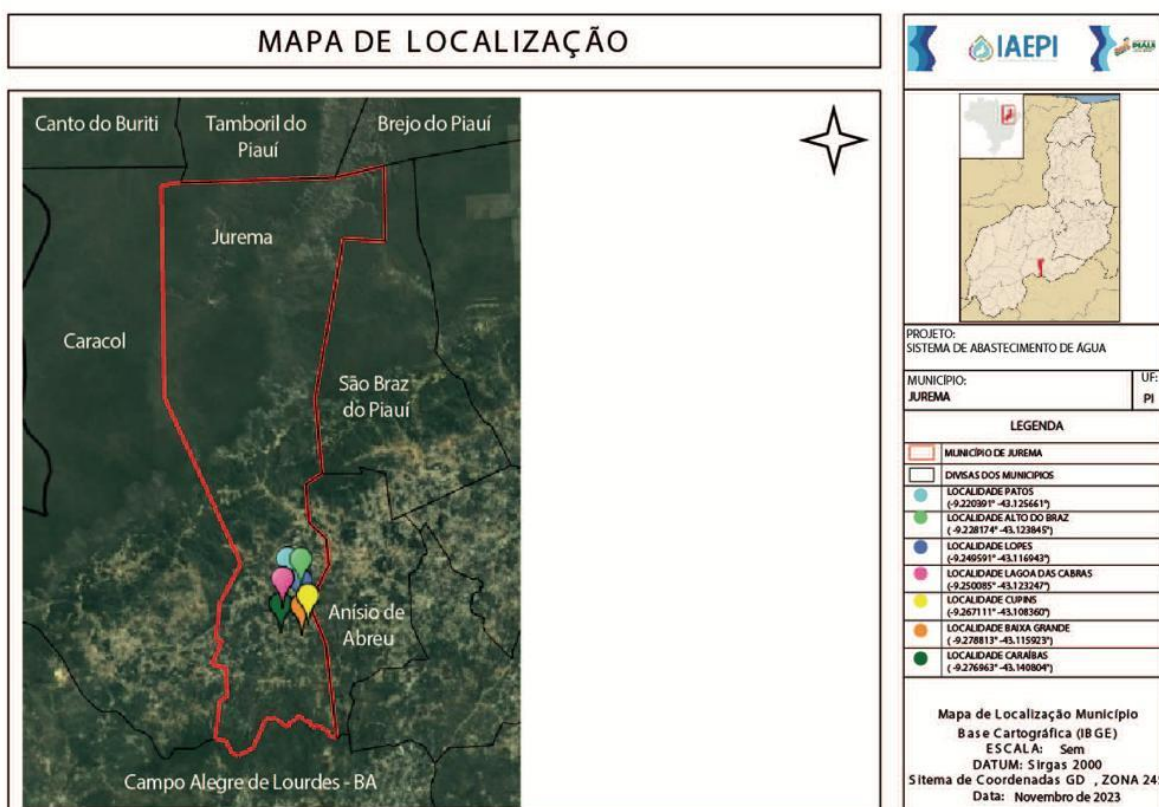 MAPA DE LOCALIZAÇÃO
Canto do Buriti
Tamboril do
Piauí
Brejo do Piauí
Jurema
Caracol
São Braz
do Piauí
Anísio de
Abreu
Campo Alegre de Lourdes - BA
IAEPI
PIAUÍ
PROJETO:
SISTEMA DE ABASTECIMENTO DE ÁGUA
MUNICÍPIO:
JUREMA
UF:
PI
LEGENDA
MUNICÍPIO DE JUREMA
DIVISAS DOS MUNICIPIOS
LOCALIDADE PATOS
(-9.220391° -43.125661°)
LOCALIDADE ALTO DO BRAZ
( -9.228174° -43.123845°)
LOCALIDADE LOPES
(-9.249591° -43.116943°)
LOCALIDADE LAGOA DAS CABRAS
(-9.250085° -43.123247°)
LOCALIDADE CUPINS
(-9.267111° -43.108360°)
LOCALIDADE BAIXA GRANDE
( -9.278813° -43.115923°)
LOCALIDADE CARAÍBAS
( -9.276963° -43.140804°)
Mapa de Localização Município
Base Cartográfica (IBGE)
ESCALA: Sem
DATUM: Sirgas 2000
Sitema de Coordenadas GD , ZONA 24
Data: Novembro de 2023